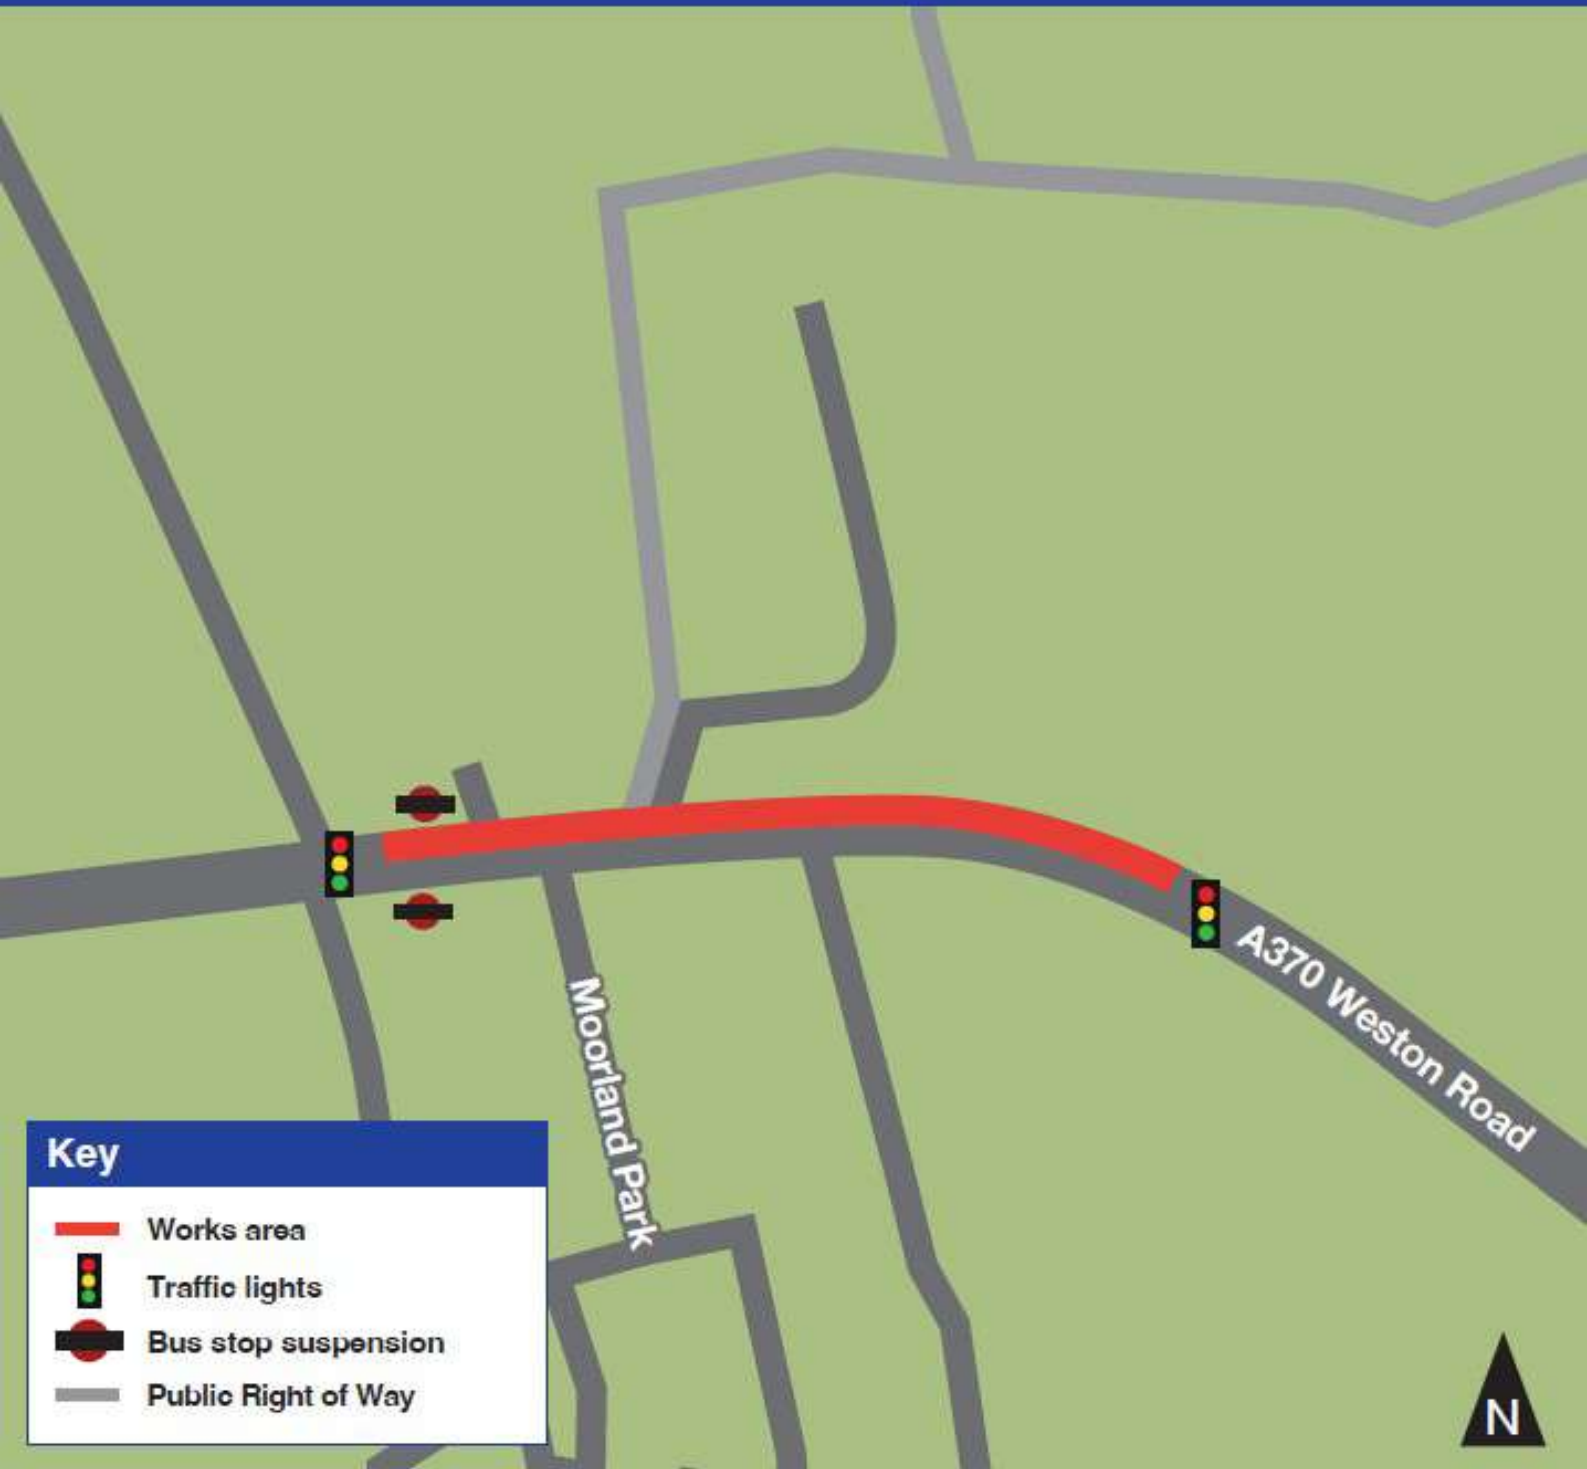 A370 Weston Road
Moorland Park
Key
Works area
Traffic lights
Bus stop suspension
Public Right of Way
N